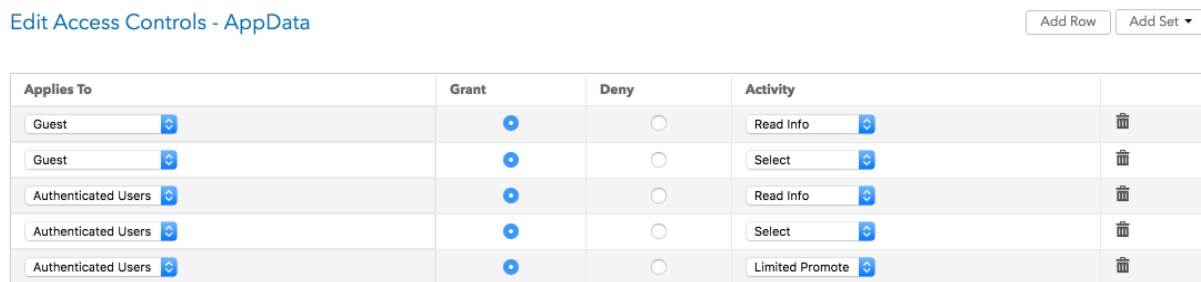 Edit Access Controls - AppData Add Row Add Set
Applies To Grant Deny Activity
Guest Read Info
Guest Select
Authenticated Users Read Info
Authenticated Users Select
Authenticated Users Limited Promote